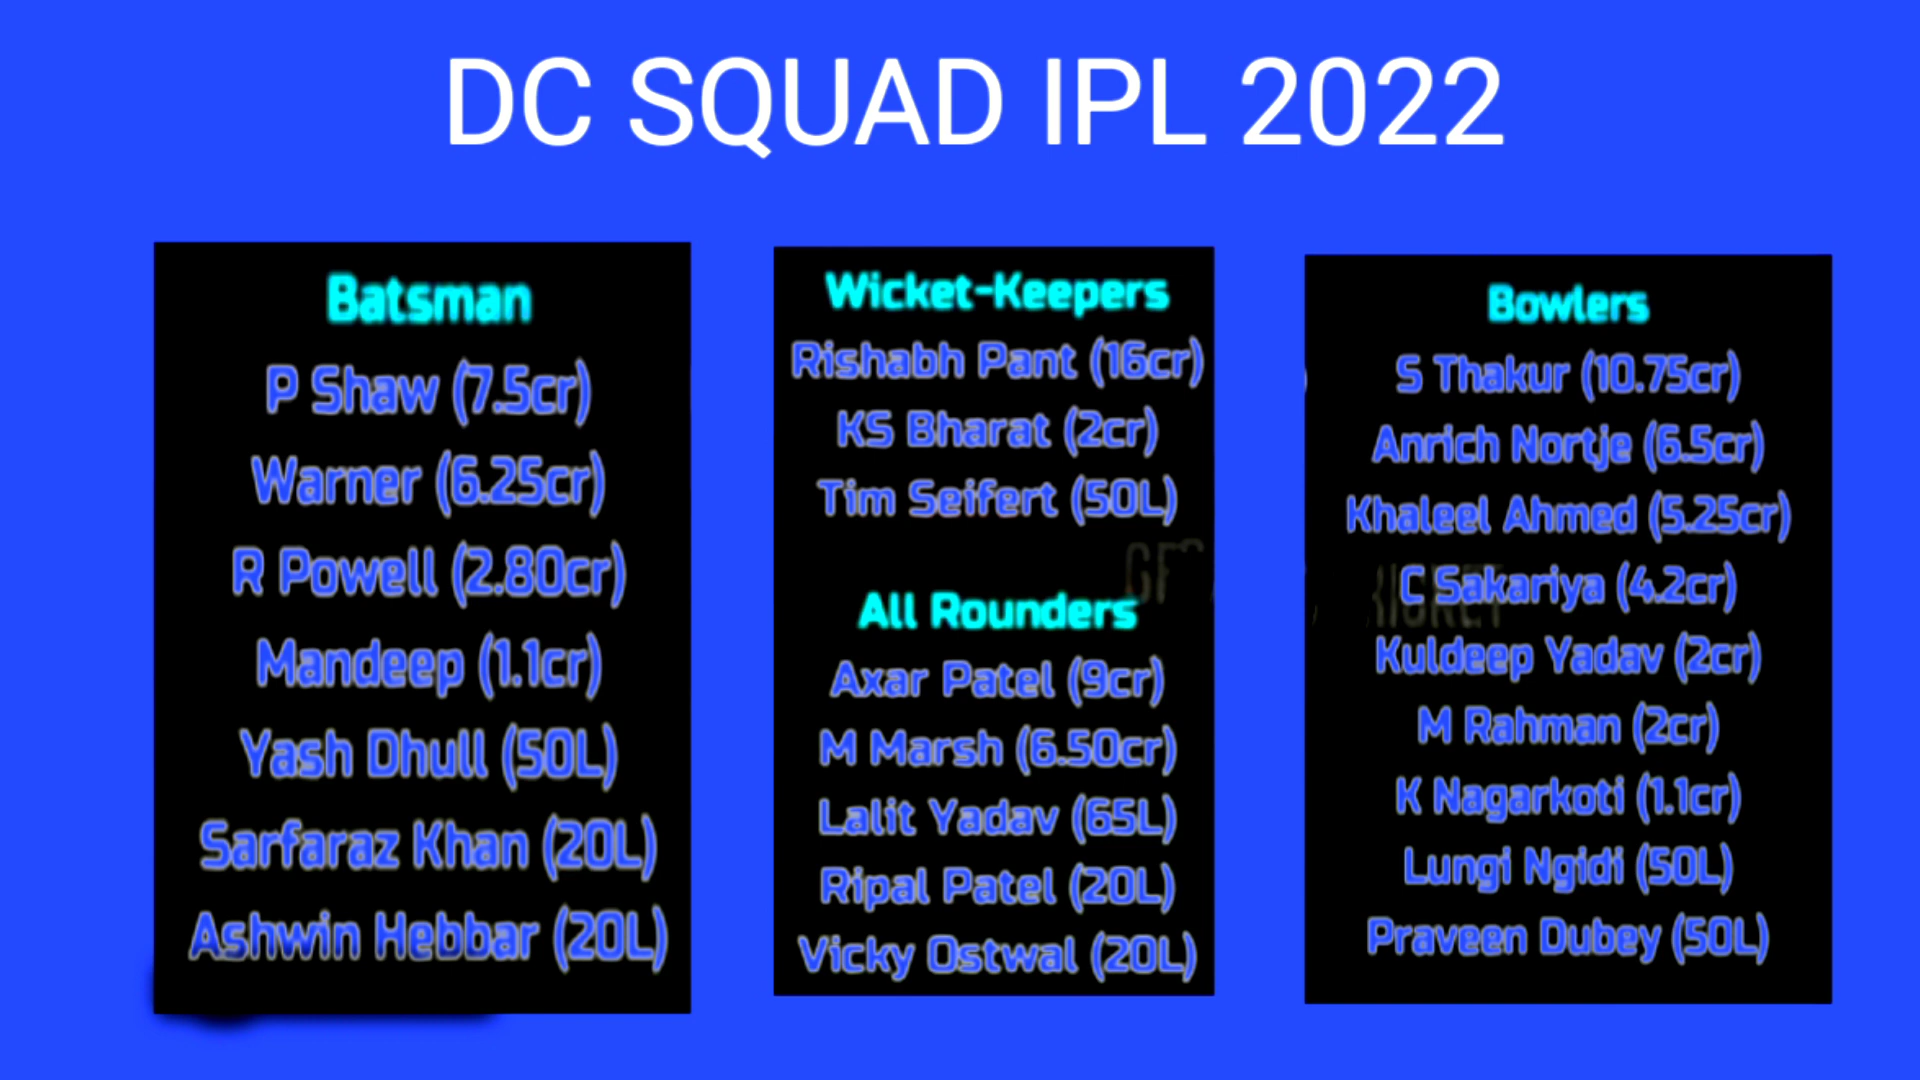 DC SQUAD IPL 2022
Batsman
P Shaw (7.5cr)
Warner (6.25cr)
R Powell (2.80cr)
Mandeep (1.1cr)
Yash Dhull (50L)
Sarfaraz Khan (20L)
Ashwin Hebbar (20L)
Wicket-Keepers
Rishabh Pant (16cr)
KS Bharat (2cr)
Tim Seifert (50L)
All Rounders
Axar Patel (9cr)
M Marsh (6.50cr)
Lalit Yadav (65L)
Ripal Patel (20L)
Vicky Ostwal (20L)
Bowlers
S Thakur (10.75cr)
Anrich Nortje (6.5cr)
Khaleel Ahmed (5.25cr)
C Sakariya (4.2cr)
Kuldeep Yadav (2cr)
M Rahman (2cr)
K Nagarkoti (1.1cr)
Lungi Ngidi (50L)
Praveen Dubey (50L)